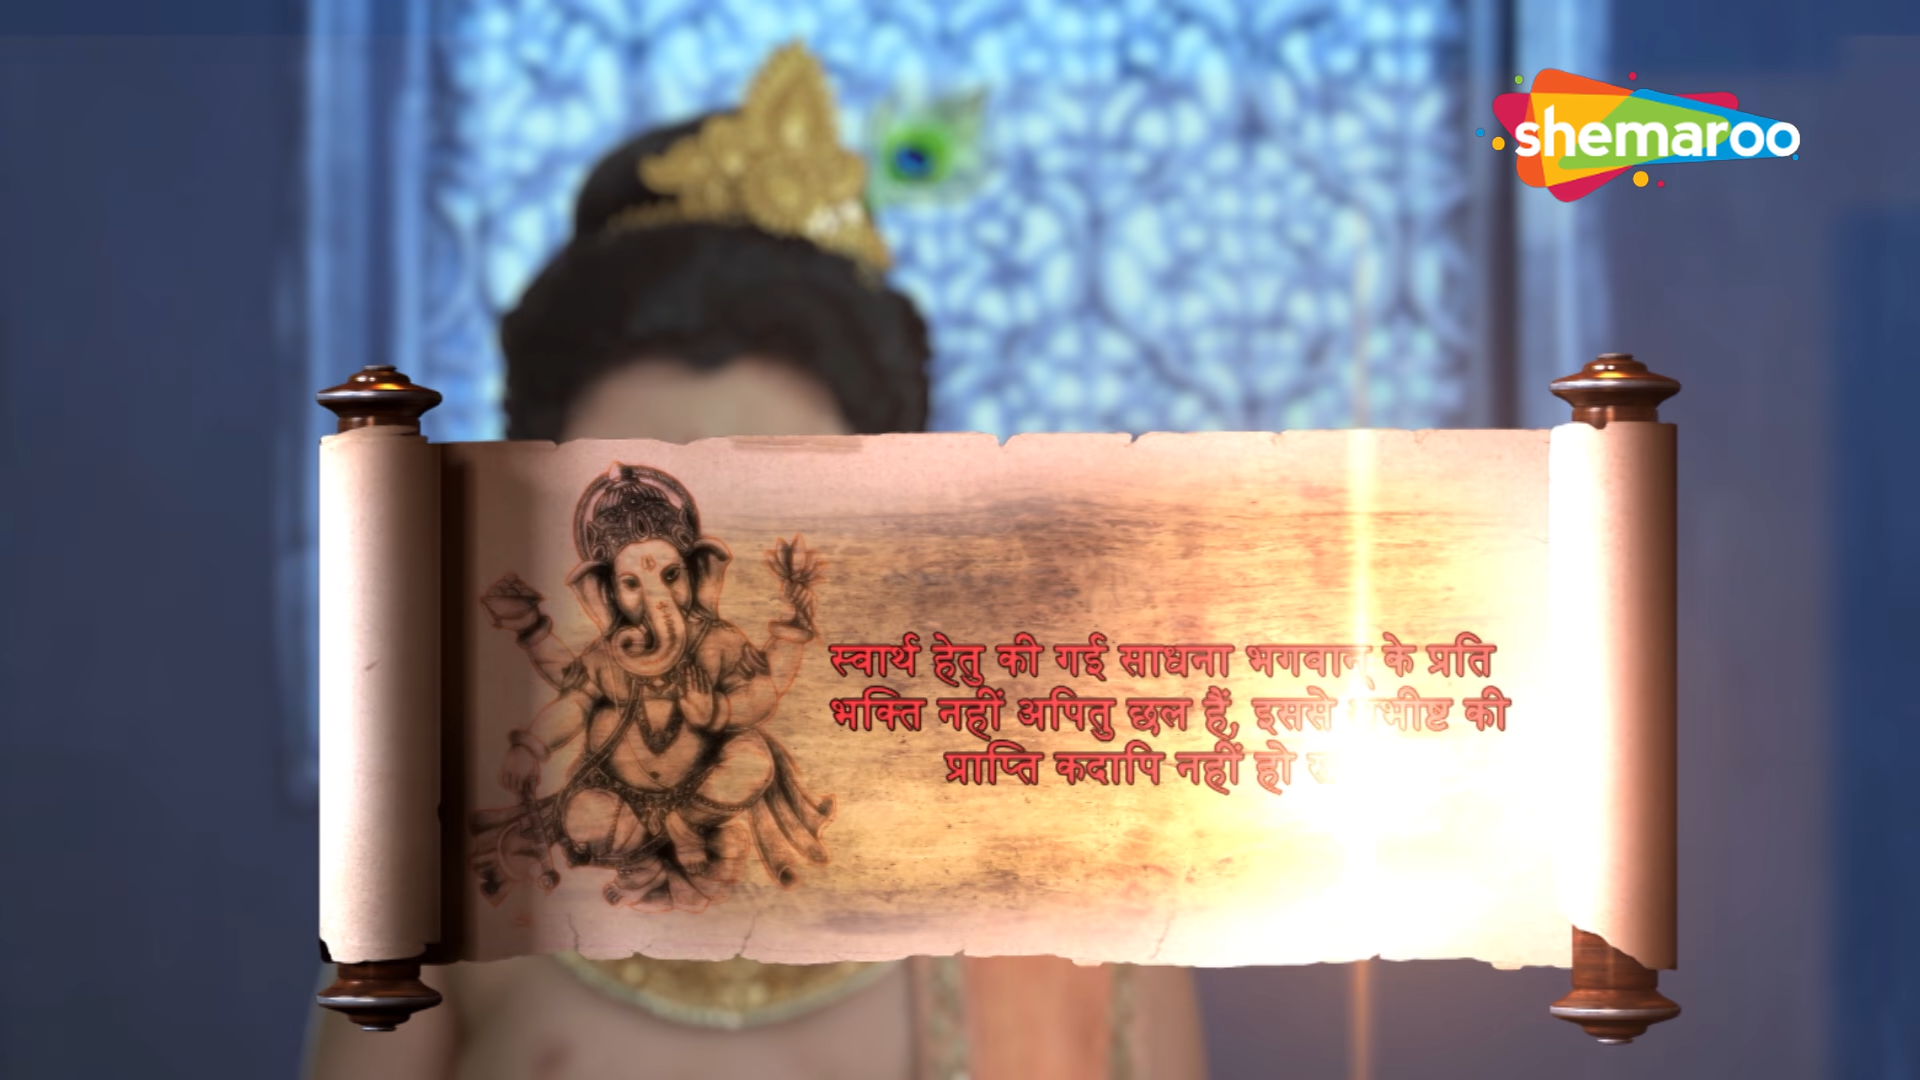 shemaroo
स्वार्थ हेतु की गई साधना भगवान् के प्रति
भक्ति नहीं अपितु छल हैं, इससे की
प्राप्ति कदापि नहीं हो